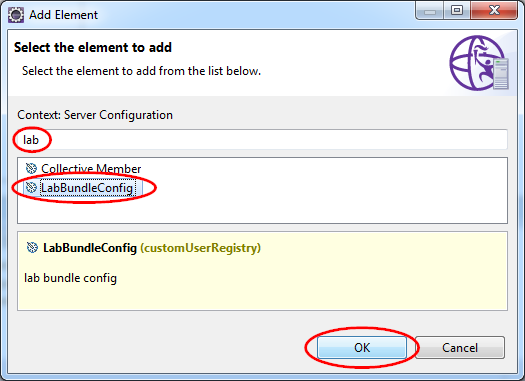 Add Element
Select the element to add
Select the element to add from the list below.
Context: Server Configuration
lab
Collective Member
LabBundleConfig
LabBundleConfig (customUserRegistry)
lab bundle config
OK
Cancel